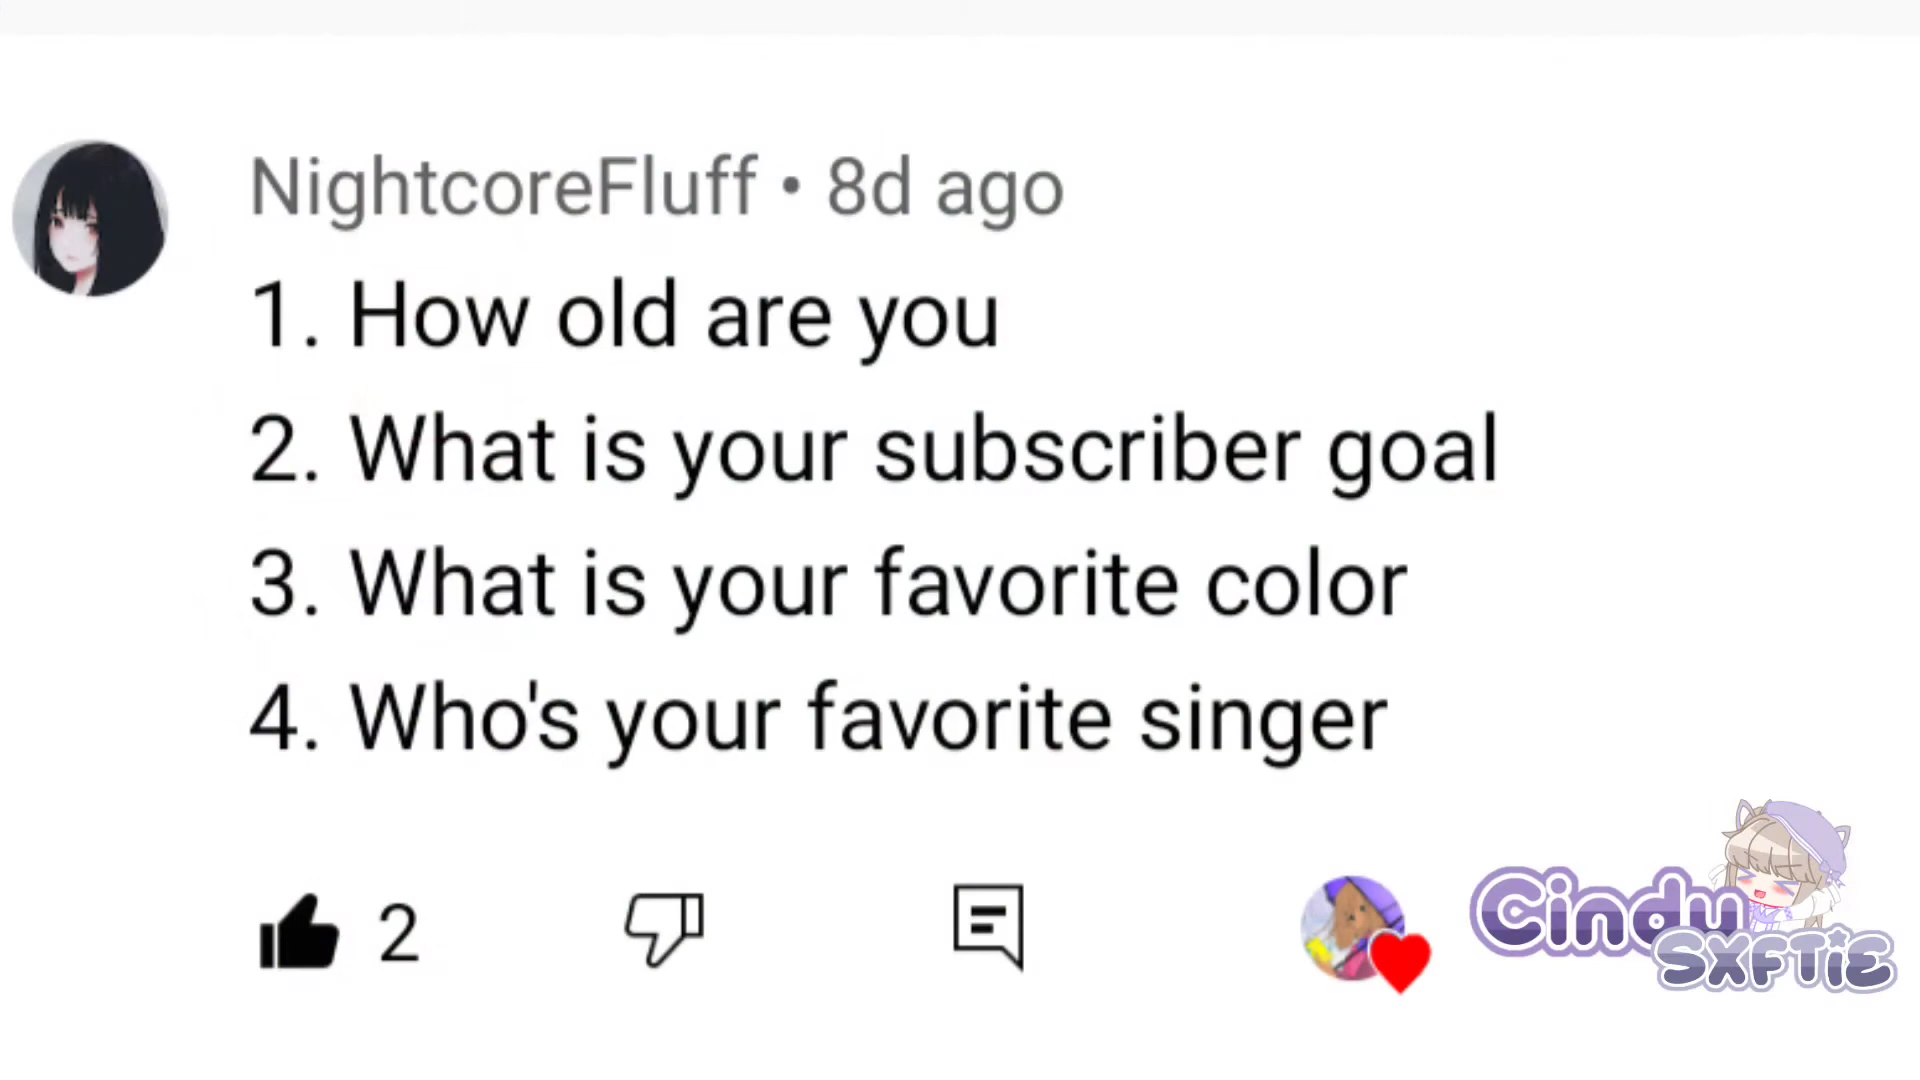 NightcoreFluff • 8d ago
1. How old are you
2. What is your subscriber goal
3. What is your favorite color
4. Who's your favorite singer
2
Cindy
SXFTiE